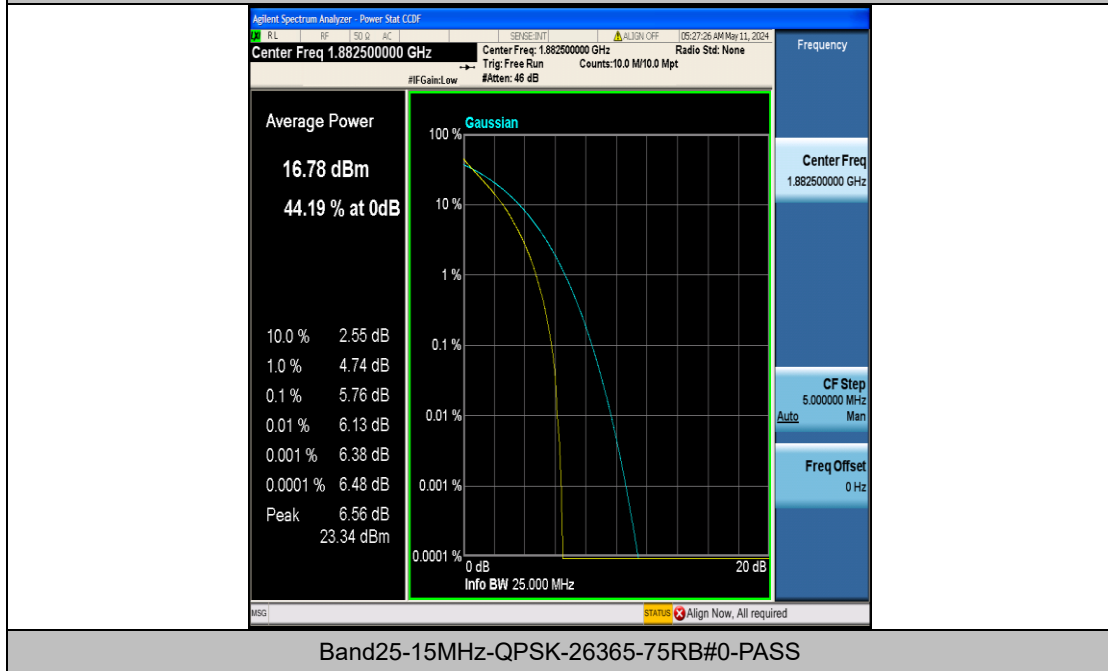 Agilent Spectrum Analyzer - Power Stat CCDF
RL RF 50 Ω AC SENSE:INT ALIGN OFF 05:27:26 AM May 11, 2024
Center Freq 1.882500000 GHz
Center Freq: 1.882500000 GHz Radio Std: None
Trig: Free Run Counts:10.0 M/10.0 Mpt
#IFGain:Low #Atten: 46 dB
Frequency
Average Power
16.78 dBm
44.19 % at 0dB
10.0 % 2.55 dB
1.0 % 4.74 dB
0.1 % 5.76 dB
0.01 % 6.13 dB
0.001 % 6.38 dB
0.0001 % 6.48 dB
Peak 6.56 dB
23.34 dBm
Gaussian
100 %
10 %
1 %
0.1 %
0.01 %
0.001 %
0.0001 %
0 dB 20 dB
Info BW 25.000 MHz
Center Freq
1.882500000 GHz
CF Step
5.000000 MHz
Auto Man
Freq Offset
0 Hz
MSG STATUS Align Now, All required
Band25-15MHz-QPSK-26365-75RB#0-PASS